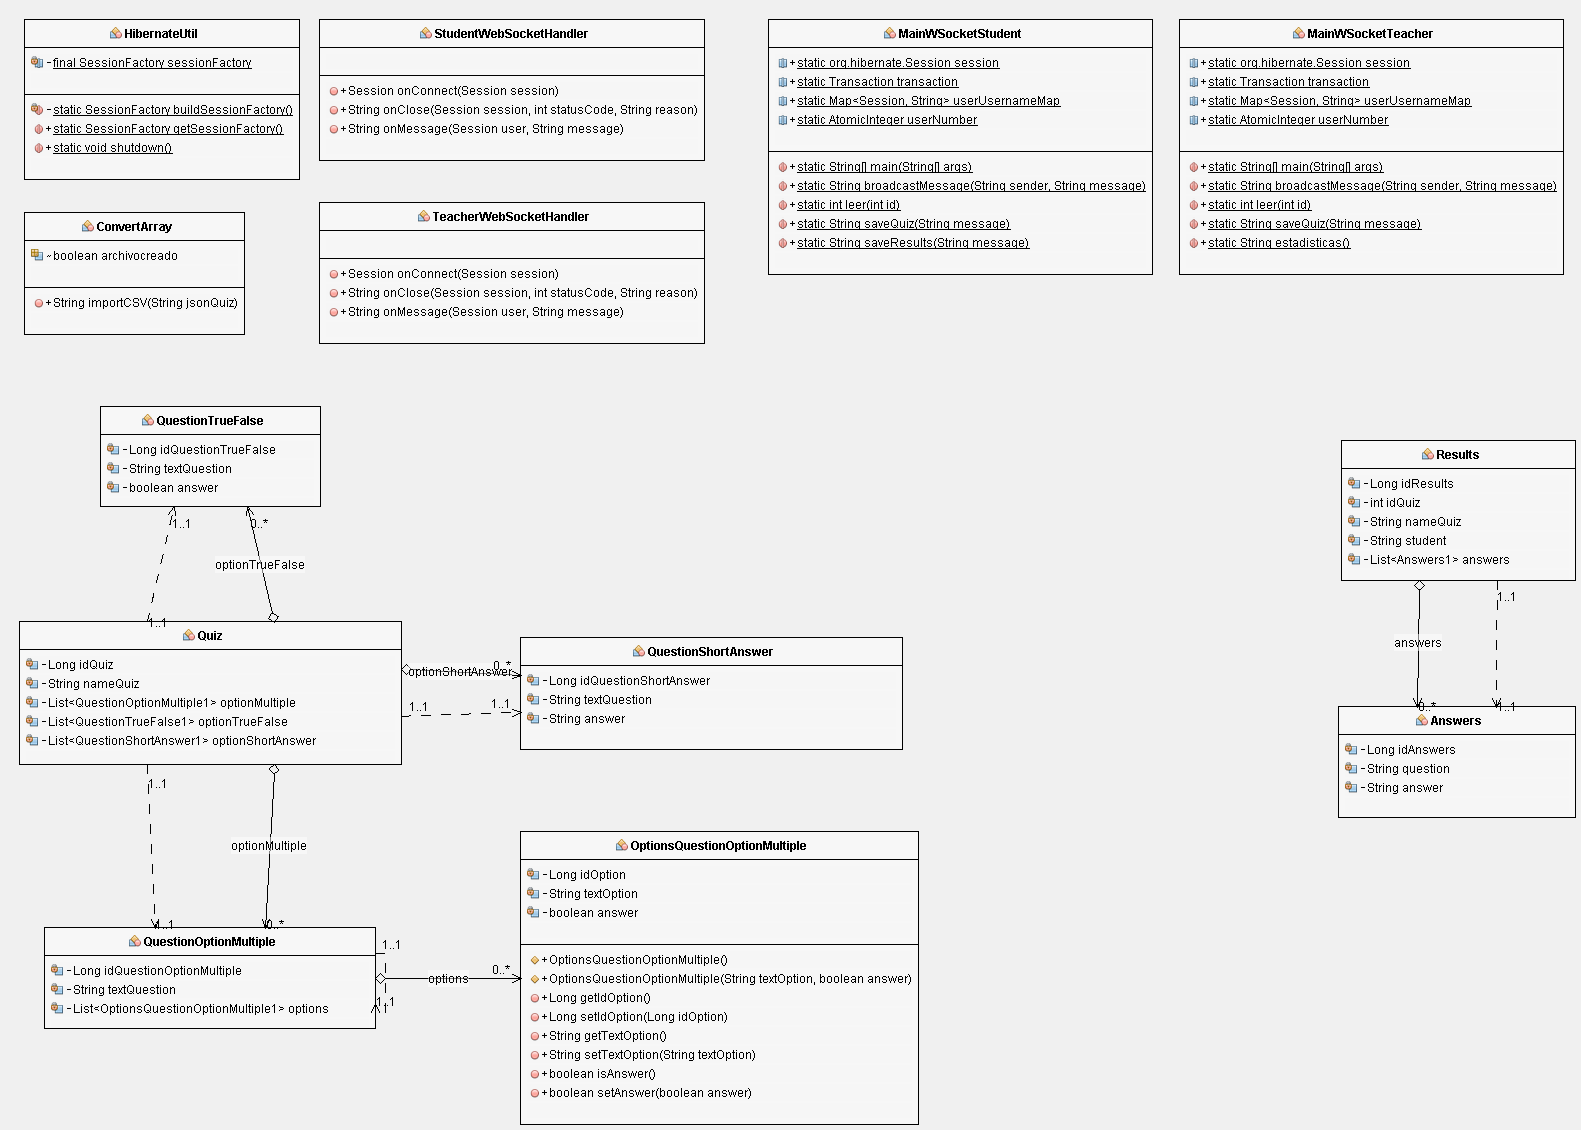 HibernateUtil
-final SessionFactory sessionFactory
-static SessionFactory buildSessionFactory()
+static SessionFactory getSessionFactory()
+static void shutdown()
StudentWebSocketHandler
+Session onConnect(Session session)
+String onClose(Session session, int statusCode, String reason)
+String onMessage(Session user, String message)
MainWSocketStudent
+static org.hibernate.Session session
+static Transaction transaction
+static Map<Session, String> userUsernameMap
+static AtomicInteger userNumber
+static String[] main(String[] args)
+static String broadcastMessage(String sender, String message)
+static int leer(int id)
+static String saveQuiz(String message)
+static String saveResults(String message)
MainWSocketTeacher
+static org.hibernate.Session session
+static Transaction transaction
+static Map<Session, String> userUsernameMap
+static AtomicInteger userNumber
+static String[] main(String[] args)
+static String broadcastMessage(String sender, String message)
+static int leer(int id)
+static String saveQuiz(String message)
+static String estadisticas()
ConvertArray
~boolean archivocreado
+String importCSV(String jsonQuiz)
TeacherWebSocketHandler
+Session onConnect(Session session)
+String onClose(Session session, int statusCode, String reason)
+String onMessage(Session user, String message)
QuestionTrueFalse
-Long idQuestionTrueFalse
-String textQuestion
-boolean answer
1..1
0..*
optionTrueFalse
1..1
Quiz
-Long idQuiz
-String nameQuiz
-List<QuestionOptionMultiple1> optionMultiple
-List<QuestionTrueFalse1> optionTrueFalse
-List<QuestionShortAnswer1> optionShortAnswer
optionShortAnswer
0..*
1..1
1..1
QuestionShortAnswer
-Long idQuestionShortAnswer
-String textQuestion
-String answer
Results
-Long idResults
-int idQuiz
-String nameQuiz
-String student
-List<Answers1> answers
1..1
answers
0..*
1..1
Answers
-Long idAnswers
-String question
-String answer
1..1
optionMultiple
1..1
0..*
QuestionOptionMultiple
-Long idQuestionOptionMultiple
-String textQuestion
-List<OptionsQuestionOptionMultiple1> options
1..1
options
0..*
1..1
OptionsQuestionOptionMultiple
-Long idOption
-String textOption
-boolean answer
+OptionsQuestionOptionMultiple()
+OptionsQuestionOptionMultiple(String textOption, boolean answer)
+Long getIdOption()
+Long setIdOption(Long idOption)
+String getTextOption()
+String setTextOption(String textOption)
+boolean isAnswer()
+boolean setAnswer(boolean answer)